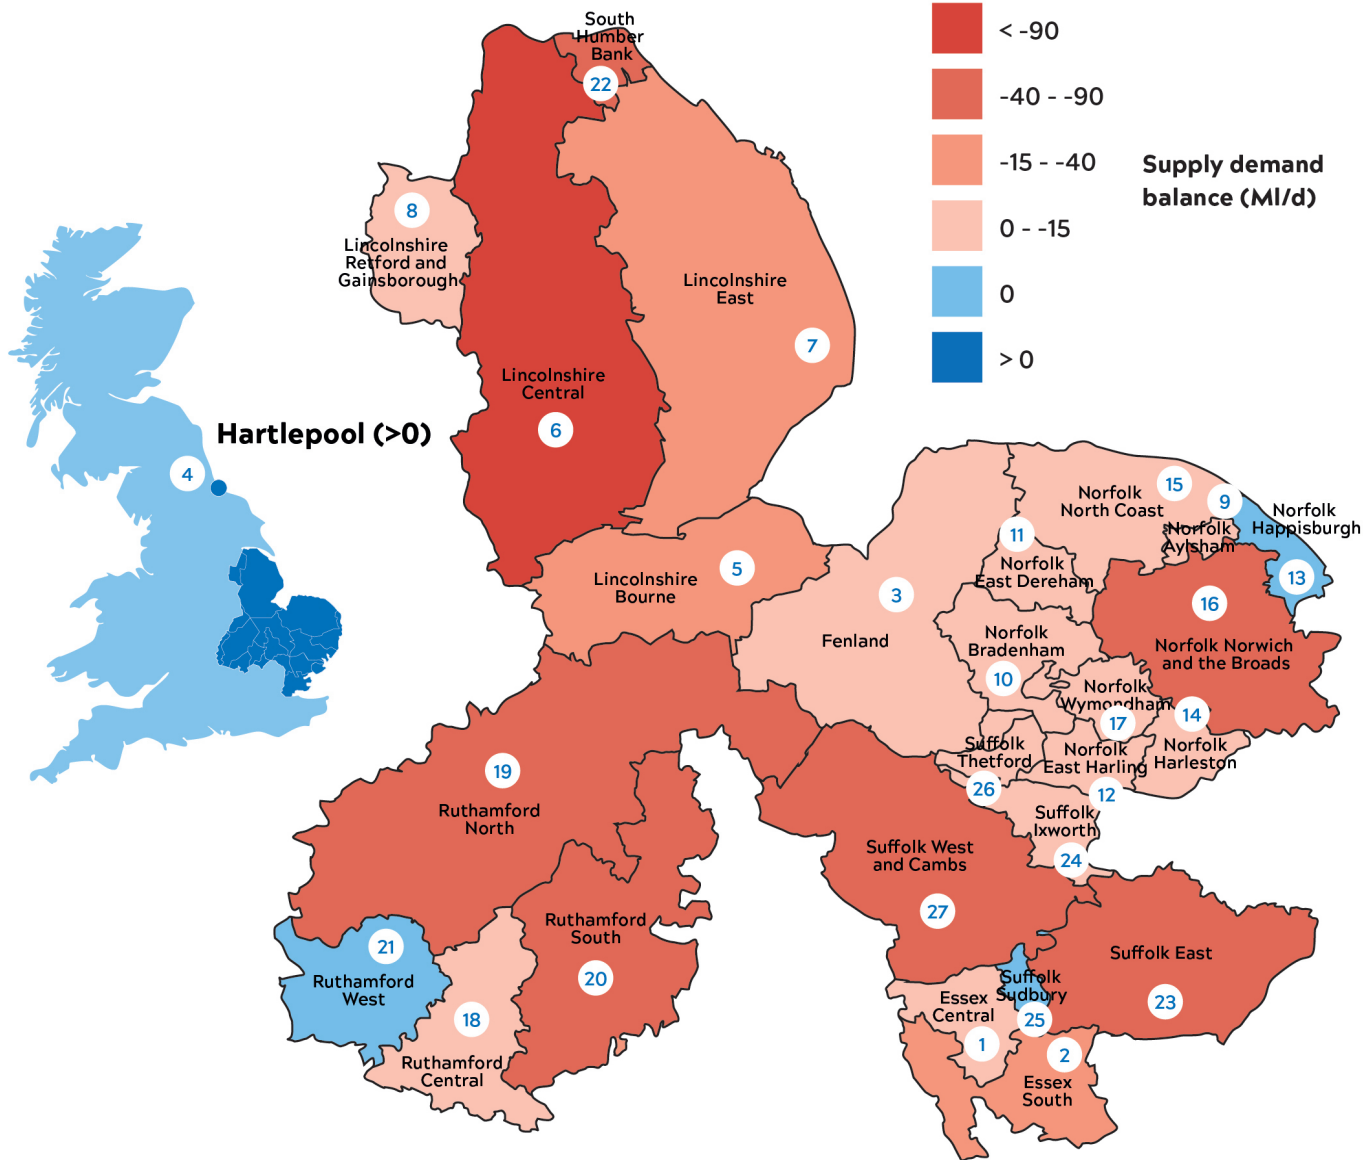 South
Humber
Bank
22
< -90
-40 - -90
-15 - -40
0 - -15
0
> 0
Supply demand
balance (Ml/d)
8
Lincolnshire
Retford and
Gainsborough
Lincolnshire
East
7
Lincolnshire
Central
6
Hartlepool (>0)
4
Lincolnshire
Bourne
5
3
Fenland
15
Norfolk
North Coast
9
Norfolk
Happisburgh
Norfolk
Aylsham
13
11
Norfolk
East Dereham
16
Norfolk Norwich
and the Broads
Norfolk
Bradenham
10
Norfolk
Wymondham
17
14
Norfolk
Harleston
Suffolk
Thetford
26
Norfolk
East Harling
12
Suffolk
Ixworth
24
19
Ruthamford
North
Suffolk West
and Cambs
27
Ruthamford
South
20
21
Ruthamford
West
18
Ruthamford
Central
Suffolk East
23
Suffolk
Sudbury
25
Essex
Central
1
2
Essex
South